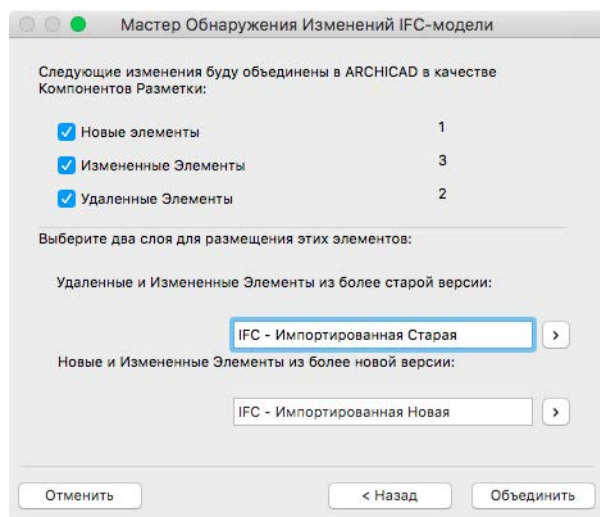 Мастер Обнаружения Изменений IFC-модели
Следующие изменения буду объединены в ARCHICAD в качестве
Компонентов Разметки:
Новые элементы 1
Измененные Элементы 3
Удаленные Элементы 2
Выберите два слоя для размещения этих элементов:
Удаленные и Измененные Элементы из более старой версии:
IFC - Импортированная Старая
Новые и Измененные Элементы из более новой версии:
IFC - Импортированная Новая
Отменить < Назад Объединить